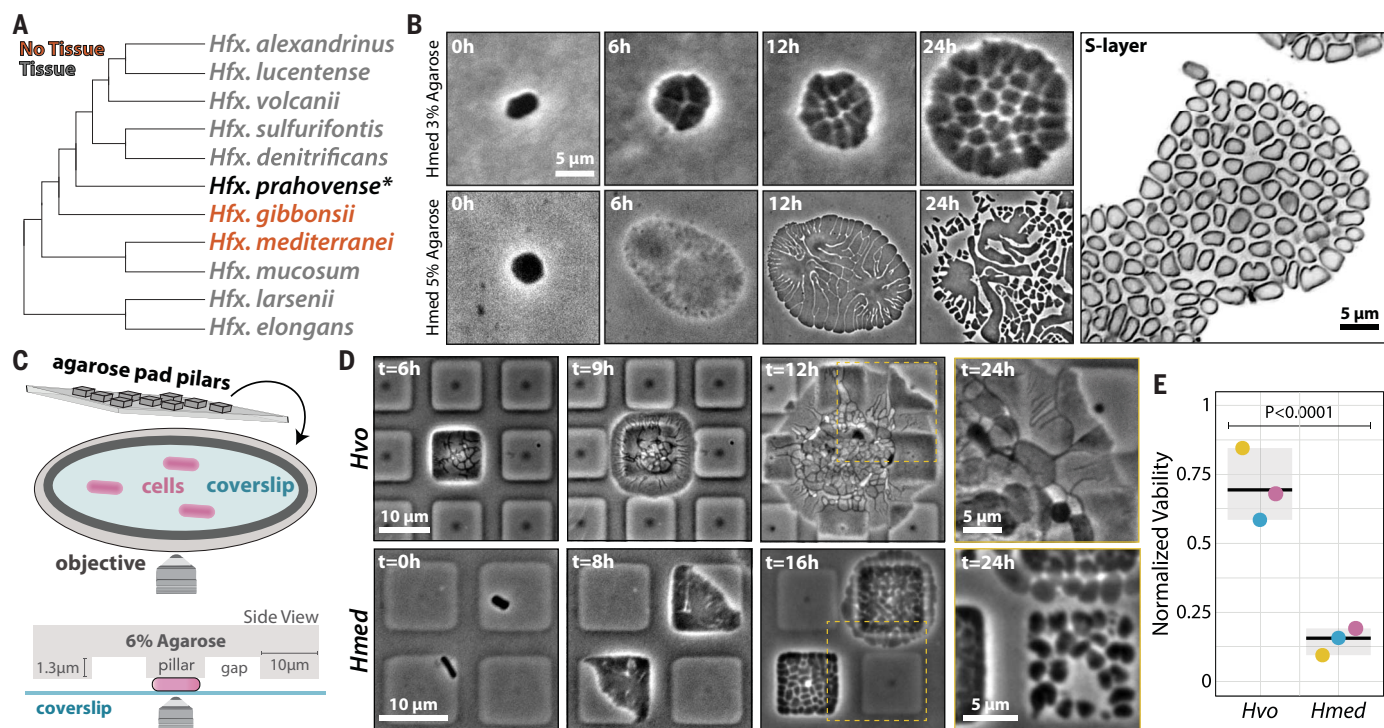 A
No Tissue
Tissue
Hfx. alexandrinus
Hfx. lucentense
Hfx. volcanii
Hfx. sulfurifontis
Hfx. denitrificans
Hfx. prahovense*
Hfx. gibbonsii
Hfx. mediterranei
Hfx. mucosum
Hfx. larsenii
Hfx. elongans
B
Hmed 3% Agarose
0h
6h
12h
24h
5 µm
Hmed 5% Agarose
0h
6h
12h
24h
S-layer
5 µm
C
agarose pad pilars
cells
coverslip
objective
Side View
6% Agarose
1.3µm
pillar
gap
10µm
coverslip
D
Hvo
t=6h
t=9h
t=12h
t=24h
10 µm
5 µm
Hmed
t=0h
t=8h
t=16h
t=24h
10 µm
5 µm
E
Normalized Vability
1
0.75
0.5
0.25
0
P<0.0001
Hvo
Hmed